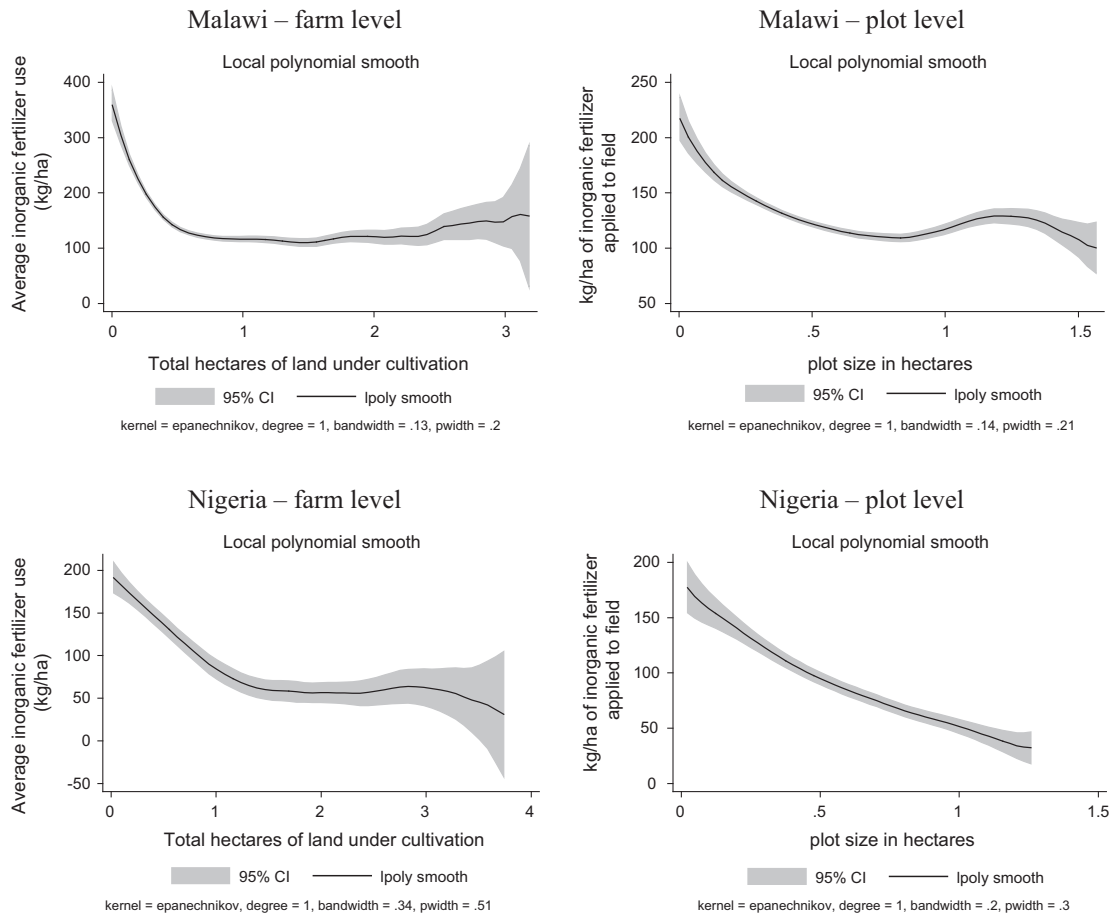 Malawi – farm level
Local polynomial smooth
Average inorganic fertilizer use
(kg/ha)
400
300
200
100
0
0
1
2
3
Total hectares of land under cultivation
95% CI
lpoly smooth
kernel = epanechnikov, degree = 1, bandwidth = .13, pwidth = .2
Malawi – plot level
Local polynomial smooth
kg/ha of inorganic fertilizer
applied to field
250
200
150
100
50
0
.5
1
1.5
plot size in hectares
95% CI
lpoly smooth
kernel = epanechnikov, degree = 1, bandwidth = .14, pwidth = .21
Nigeria – farm level
Local polynomial smooth
Average inorganic fertilizer use
(kg/ha)
200
150
100
50
0
-50
0
1
2
3
4
Total hectares of land under cultivation
95% CI
lpoly smooth
kernel = epanechnikov, degree = 1, bandwidth = .34, pwidth = .51
Nigeria – plot level
Local polynomial smooth
kg/ha of inorganic fertilizer
applied to field
200
150
100
50
0
0
.5
1
1.5
plot size in hectares
95% CI
lpoly smooth
kernel = epanechnikov, degree = 1, bandwidth = .2, pwidth = .3